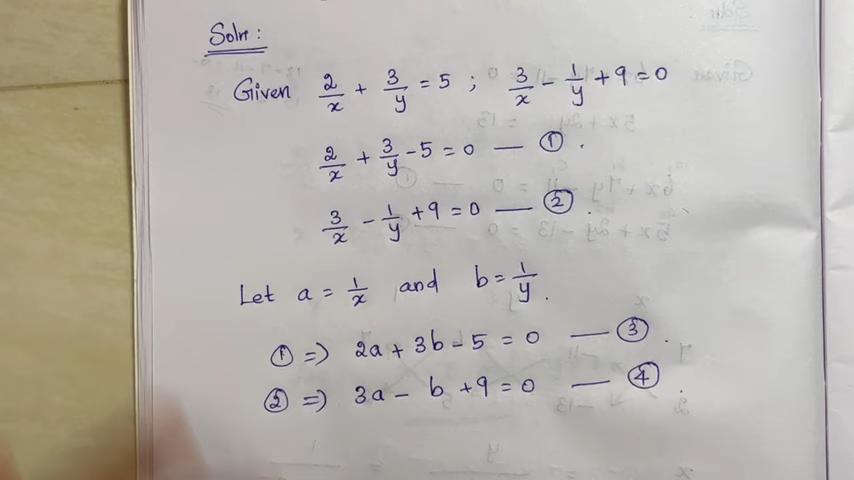 Soln:
Given 2/x + 3/y = 5 ; 3/x - 1/y + 9 = 0
2/x + 3/y - 5 = 0 — ①.
3/x - 1/y + 9 = 0 — ②.
Let a = 1/x and b = 1/y.
① => 2a + 3b - 5 = 0 — ③.
② => 3a - b + 9 = 0 — ④.